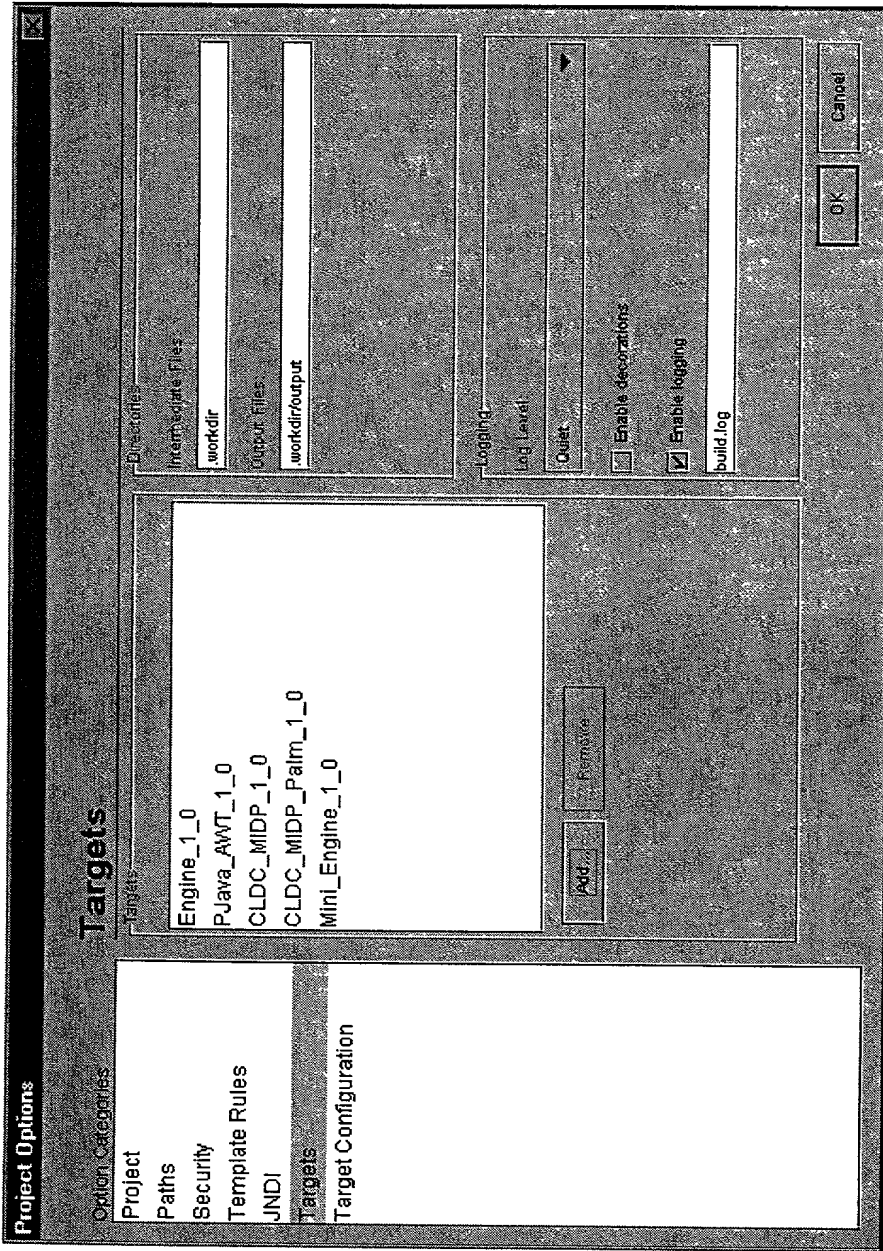 Project Options
Option Categories
Project
Paths
Security
Template Rules
JNDI
Targets
Target Configuration
Targets
Targets
Engine_1_0
PJava_AWT_1_0
CLDC_MIDP_1_0
CLDC_MIDP_Palm_1_0
Mini_Engine_1_0
Add...
Remove
Directories
Intermediate Files
.workdir
Output Files
.workdir/output
Logging
Log Level
Quiet
Enable decorations
Enable logging
build.log
OK
Cancel